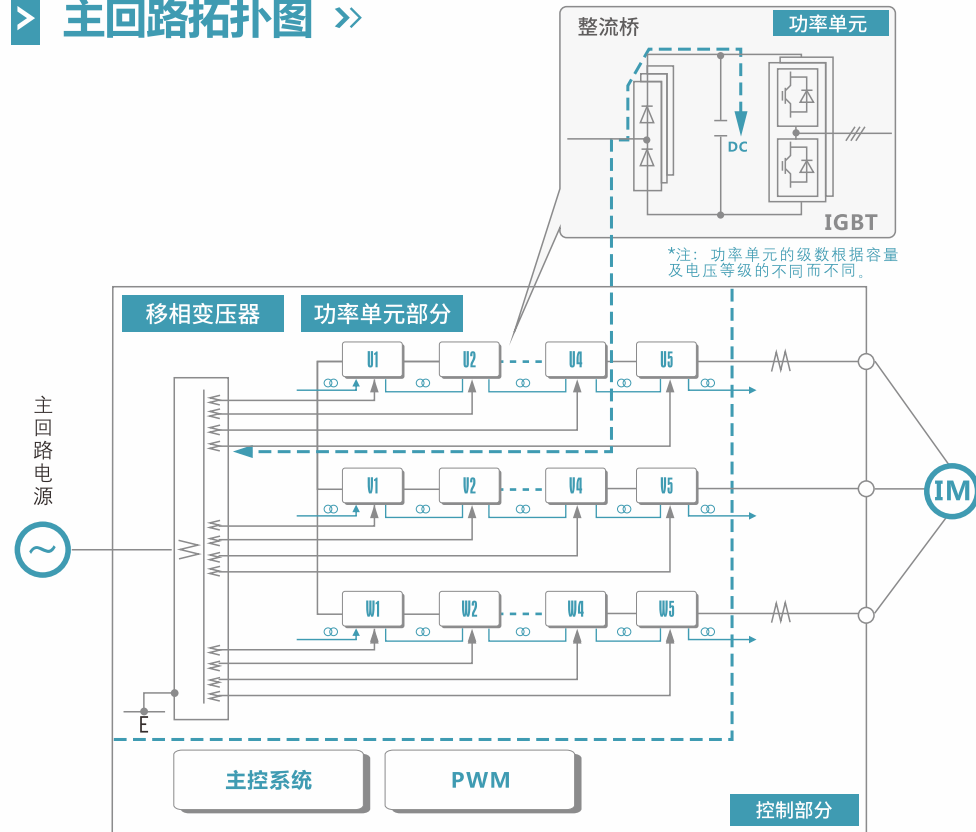 主回路拓扑图
整流桥
功率单元
DC
IGBT
*注：功率单元的级数根据容量
及电压等级的不同而不同。
移相变压器
功率单元部分
U1
U2
U4
U5
主回路电源
V1
V2
V4
V5
IM
W1
W2
W4
W5
E
主控系统
PWM
控制部分